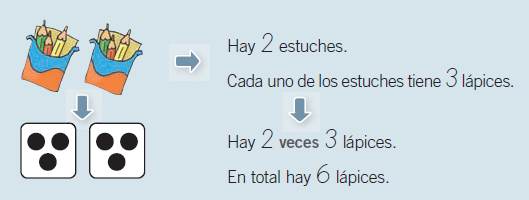 Hay 2 estuches.
Cada uno de los estuches tiene 3 lápices.
Hay 2 veces 3 lápices.
En total hay 6 lápices.